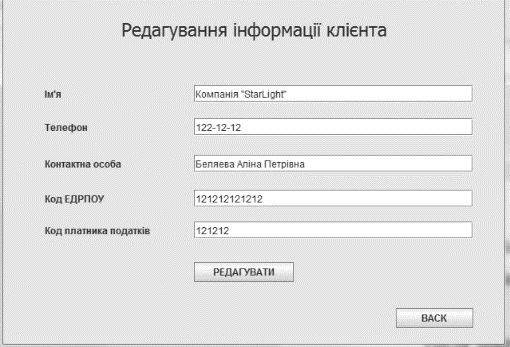 Редагування інформації клієнта
Ім'я Компанія "StarLight"
Телефон 122-12-12
Контактна особа Беляева Аліна Петрівна
Код ЕДРПОУ 121212121212
Код платника податків 121212
РЕДАГУВАТИ
BACK